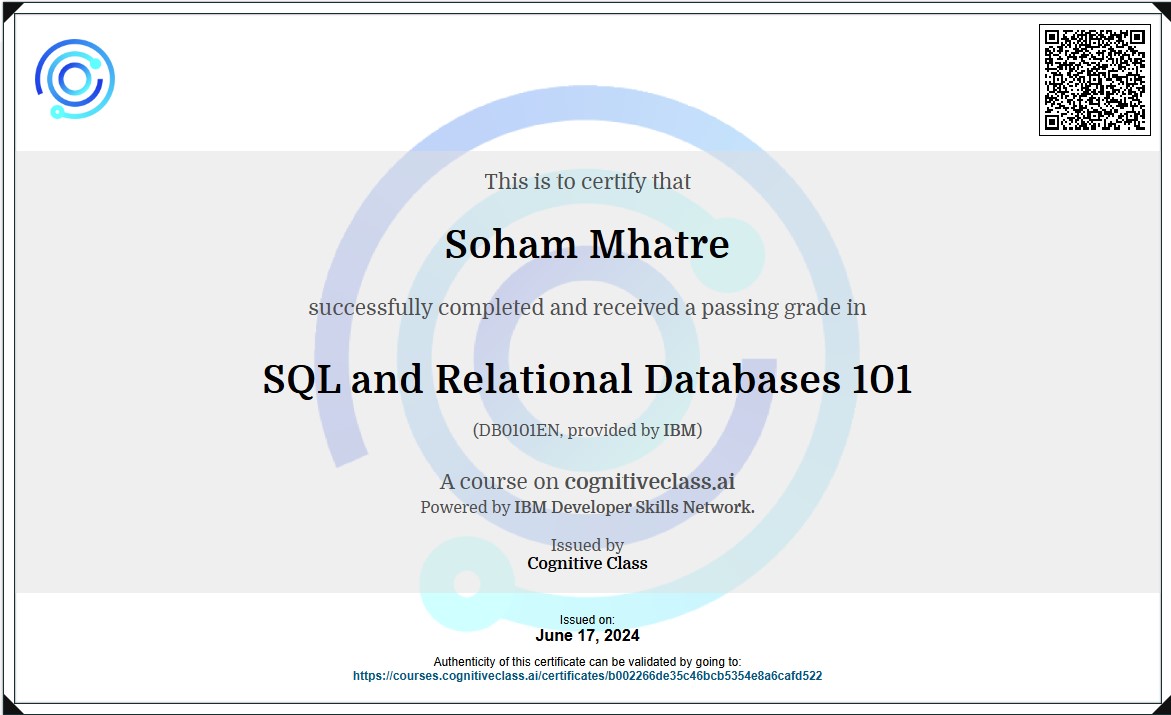 This is to certify that
Soham Mhatre
successfully completed and received a passing grade in
SQL and Relational Databases 101
(DB0101EN, provided by IBM)
A course on cognitiveclass.ai
Powered by IBM Developer Skills Network.
Issued by
Cognitive Class
Issued on:
June 17, 2024
Authenticity of this certificate can be validated by going to:
https://courses.cognitiveclass.ai/certificates/b002266de35c46bcb5354e8a6cafd522